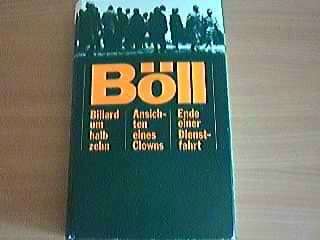 Böll
Billard
um
halb
zehn
Ansich-
ten
eines
Clowns
Ende
einer
Dienst-
fahrt